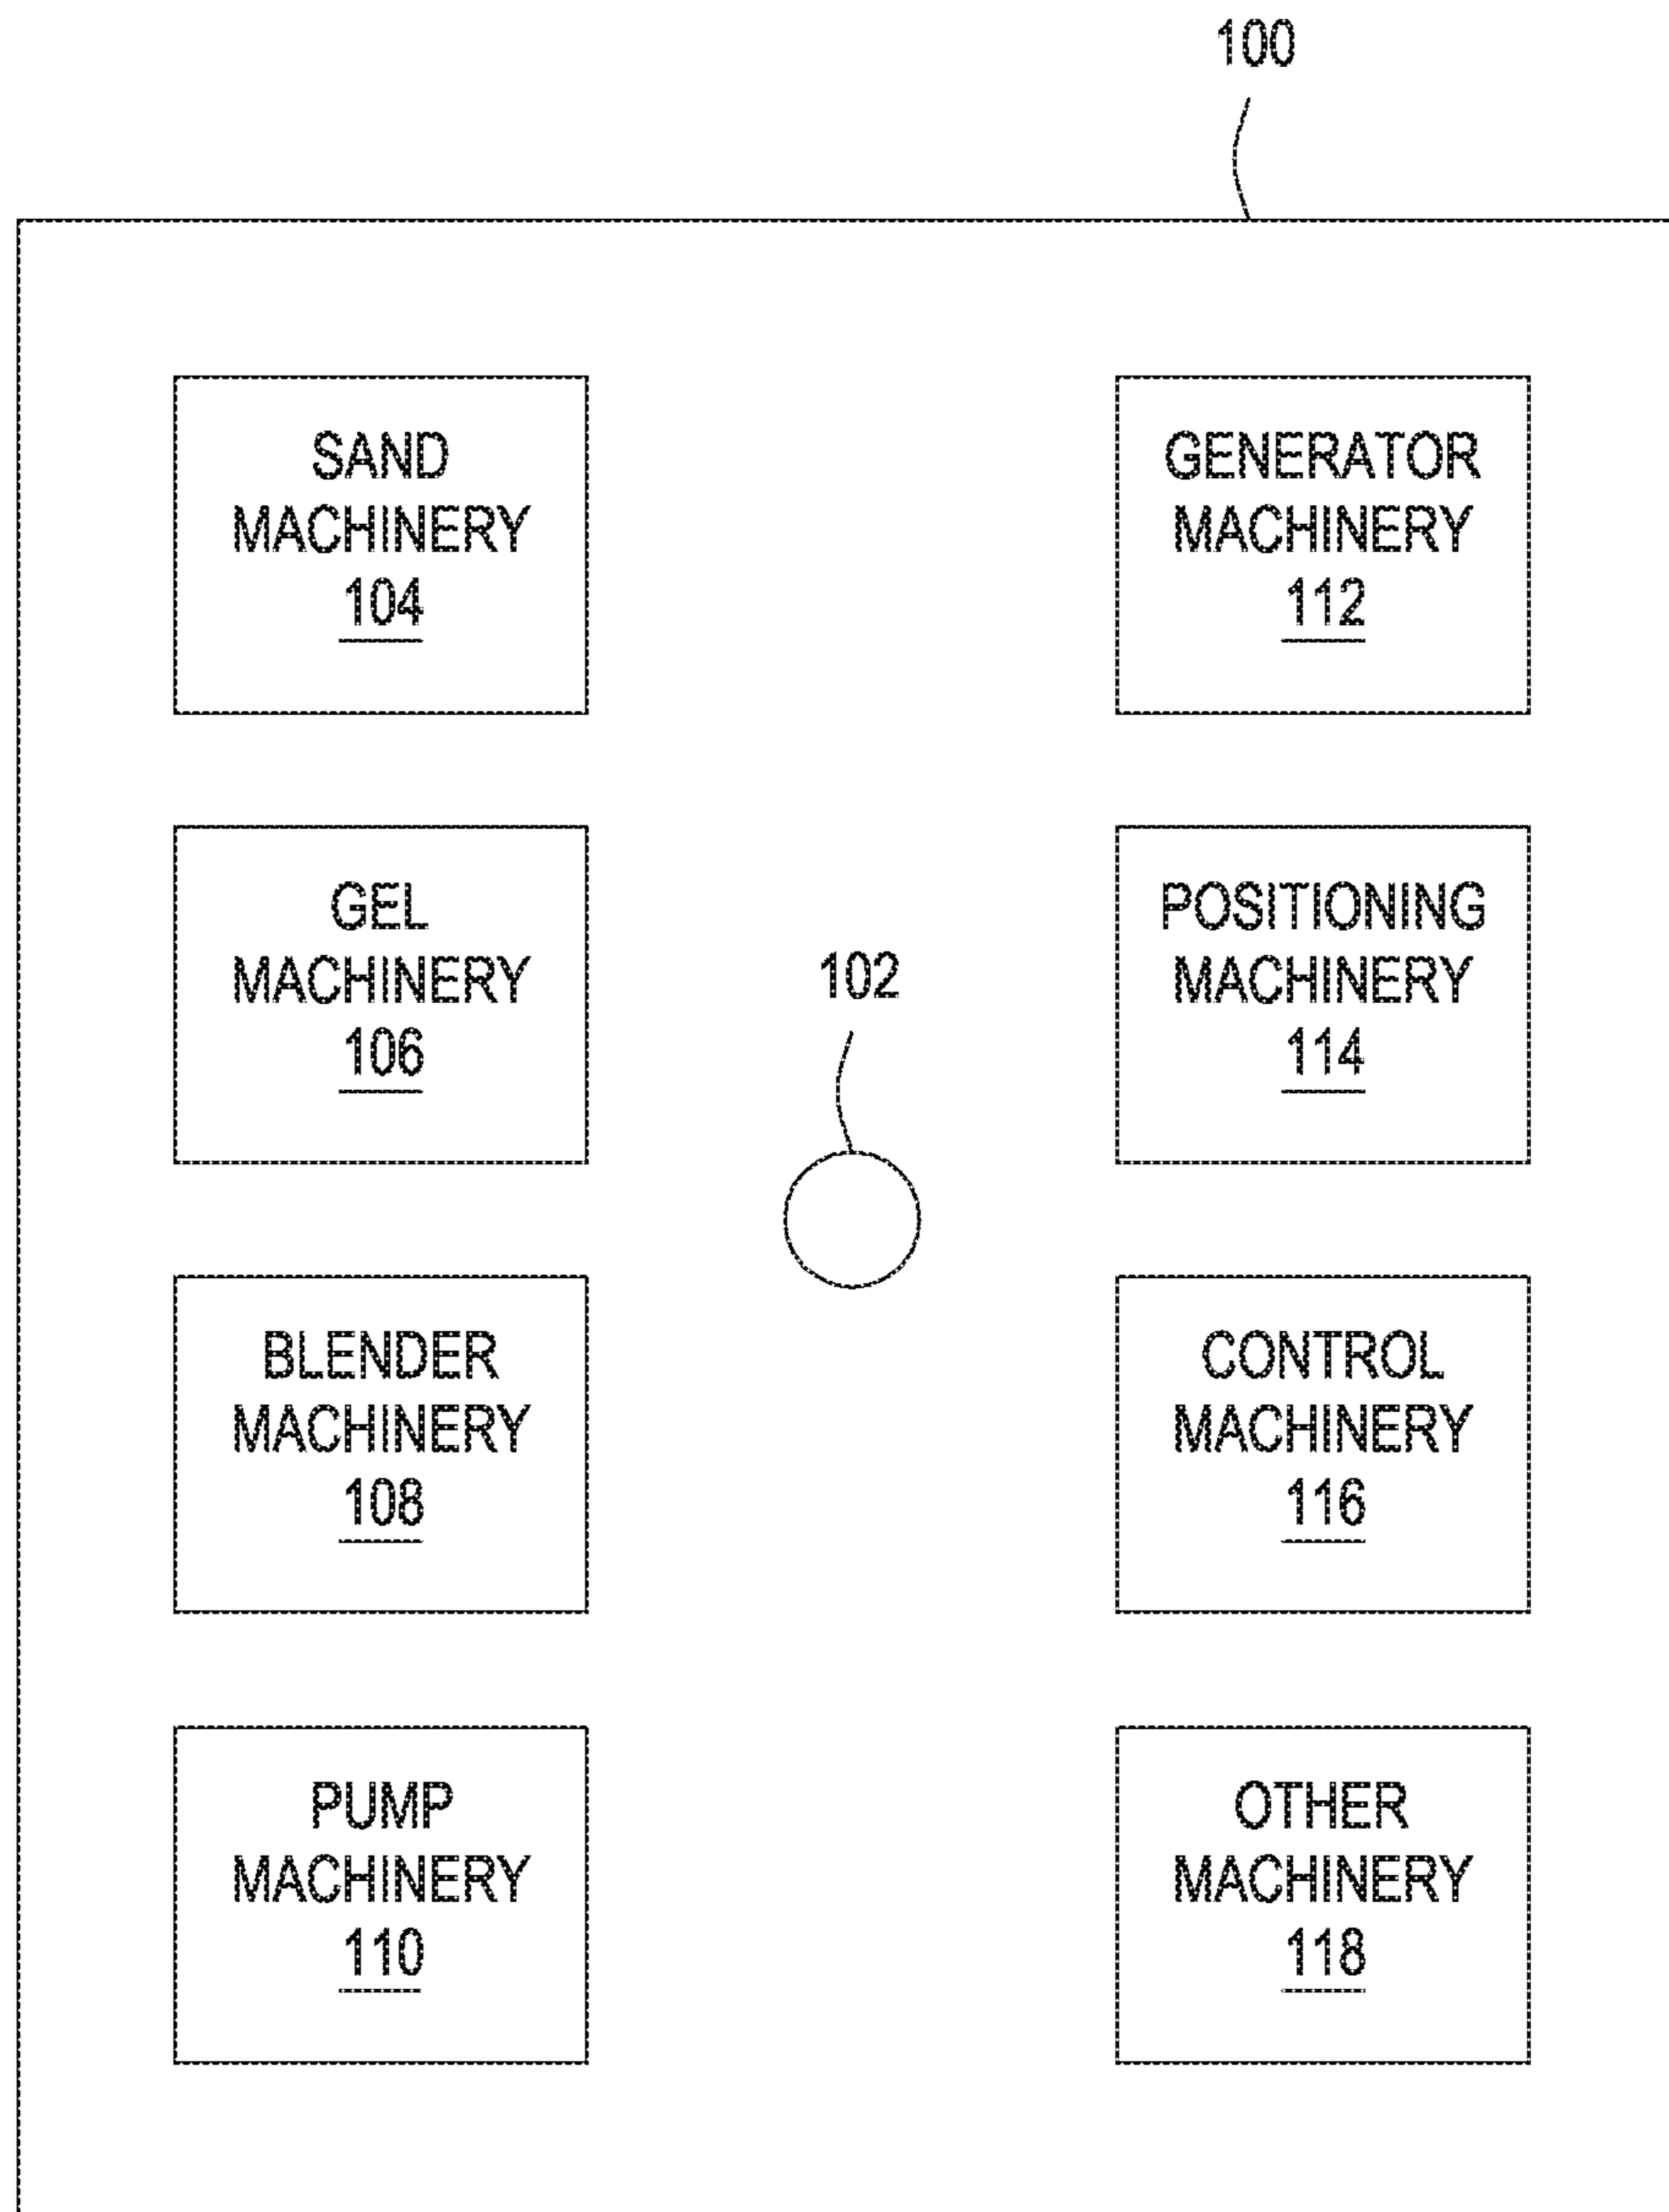 100
SAND
MACHINERY
104
GENERATOR
MACHINERY
112
GEL
MACHINERY
106
102
POSITIONING
MACHINERY
114
BLENDER
MACHINERY
108
CONTROL
MACHINERY
116
PUMP
MACHINERY
110
OTHER
MACHINERY
118